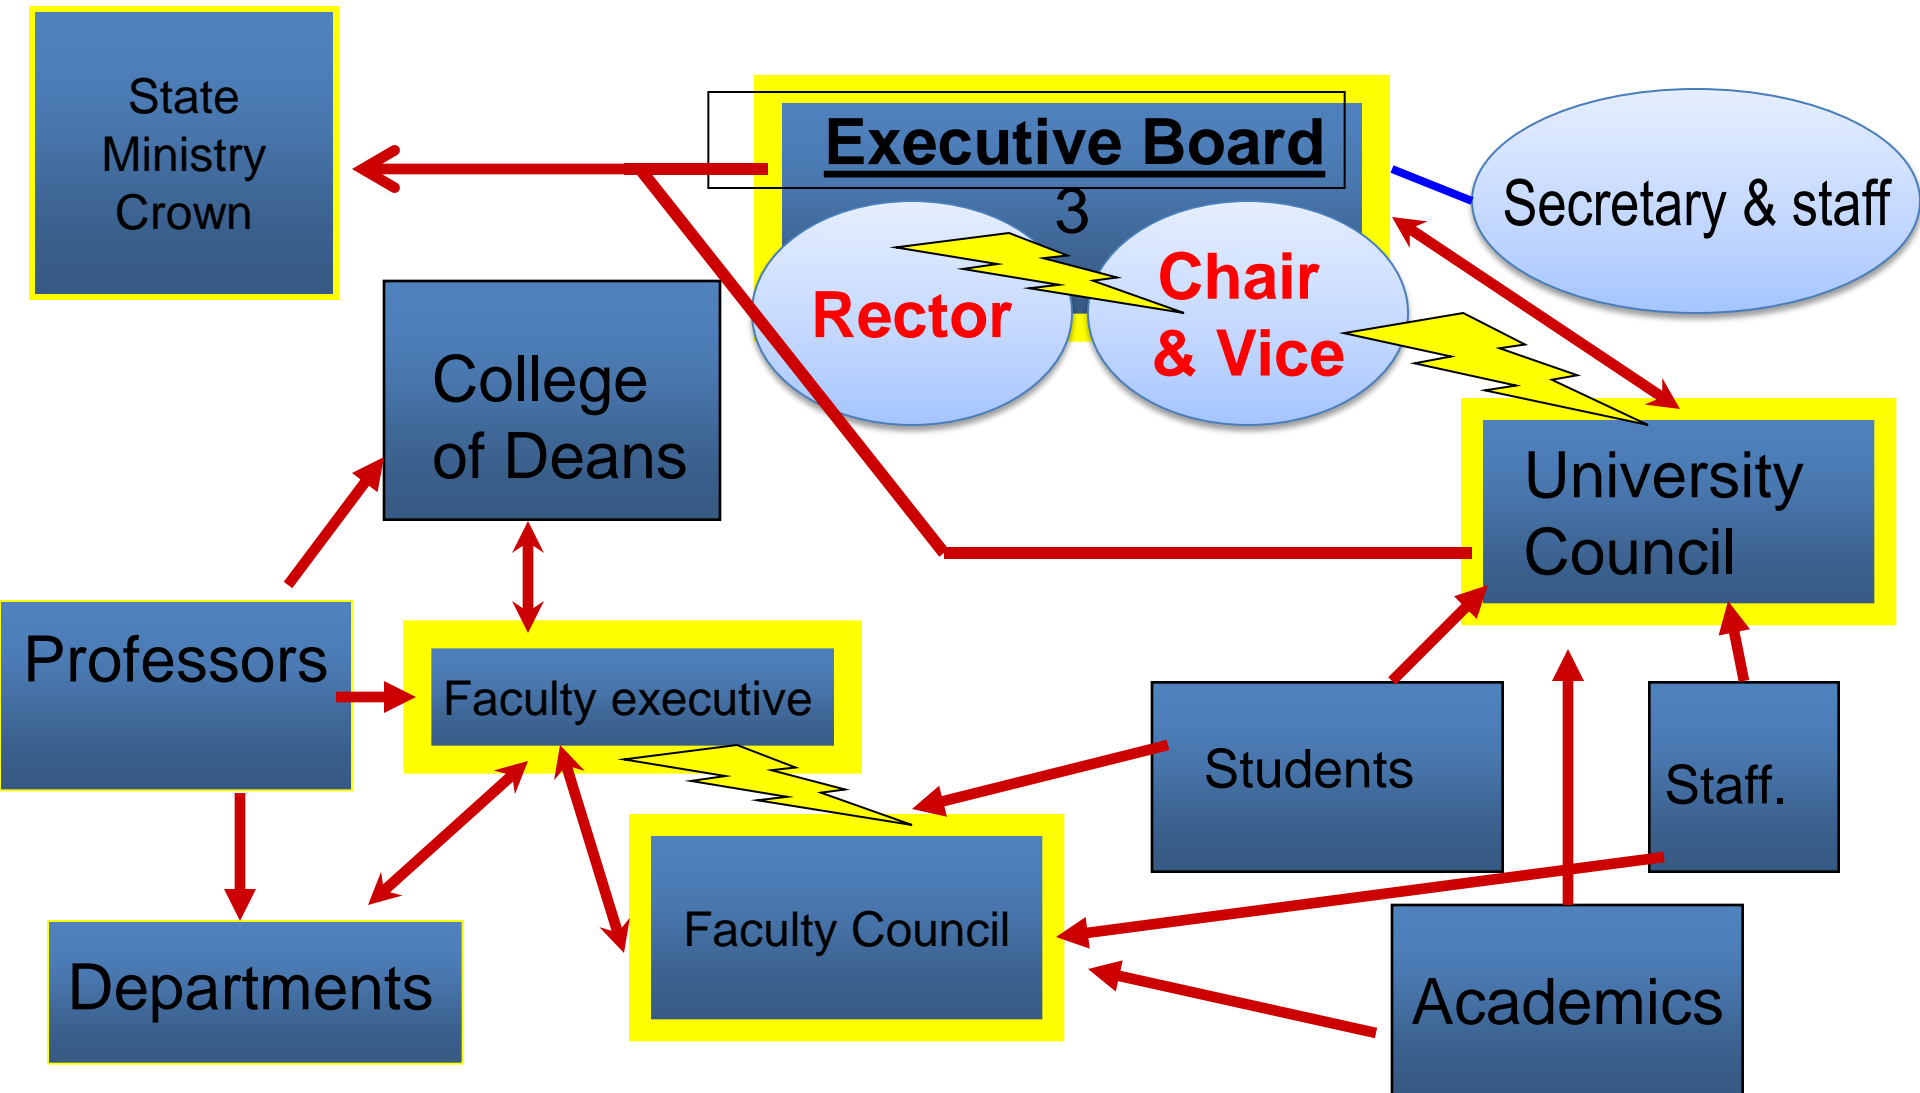 State
Ministry
Crown
Executive Board
3
Secretary & staff
Rector
Chair
& Vice
College
of Deans
University
Council
Professors
Faculty executive
Students
Staff.
Faculty Council
Departments
Academics